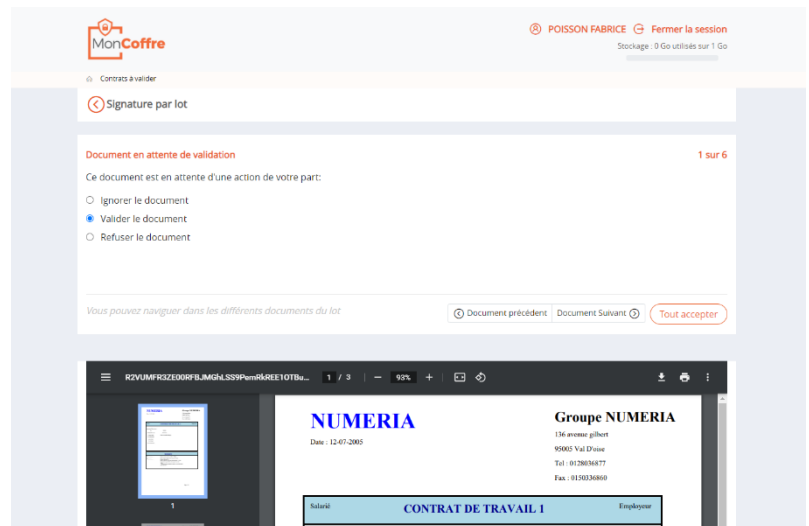 MonCoffre
POISSON FABRICE Fermer la session
Stockage : 0 Go utilisés sur 1 Go
Contrats à valider
Signature par lot
Document en attente de validation 1 sur 6
Ce document est en attente d'une action de votre part:
Ignorer le document
Valider le document
Refuser le document
Vous pouvez naviguer dans les différents documents du lot
Document précédent Document Suivant Tout accepter
1 / 3 93%
NUMERIA Groupe NUMERIA
Date : 12-07-2005 136 avenue gilbert
95005 Val D'oise
Tel : 0128036877
Fax : 0150336860
1
Salarié CONTRAT DE TRAVAIL 1 Employeur